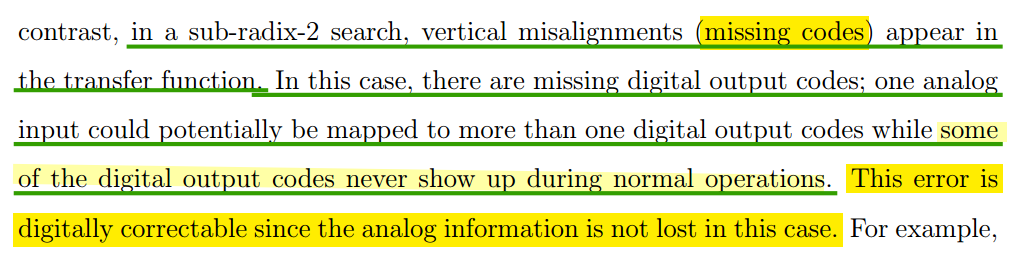 contrast, in a sub-radix-2 search, vertical misalignments (missing codes) appear in
the transfer function. In this case, there are missing digital output codes; one analog
input could potentially be mapped to more than one digital output codes while some
of the digital output codes never show up during normal operations. This error is
digitally correctable since the analog information is not lost in this case. For example,